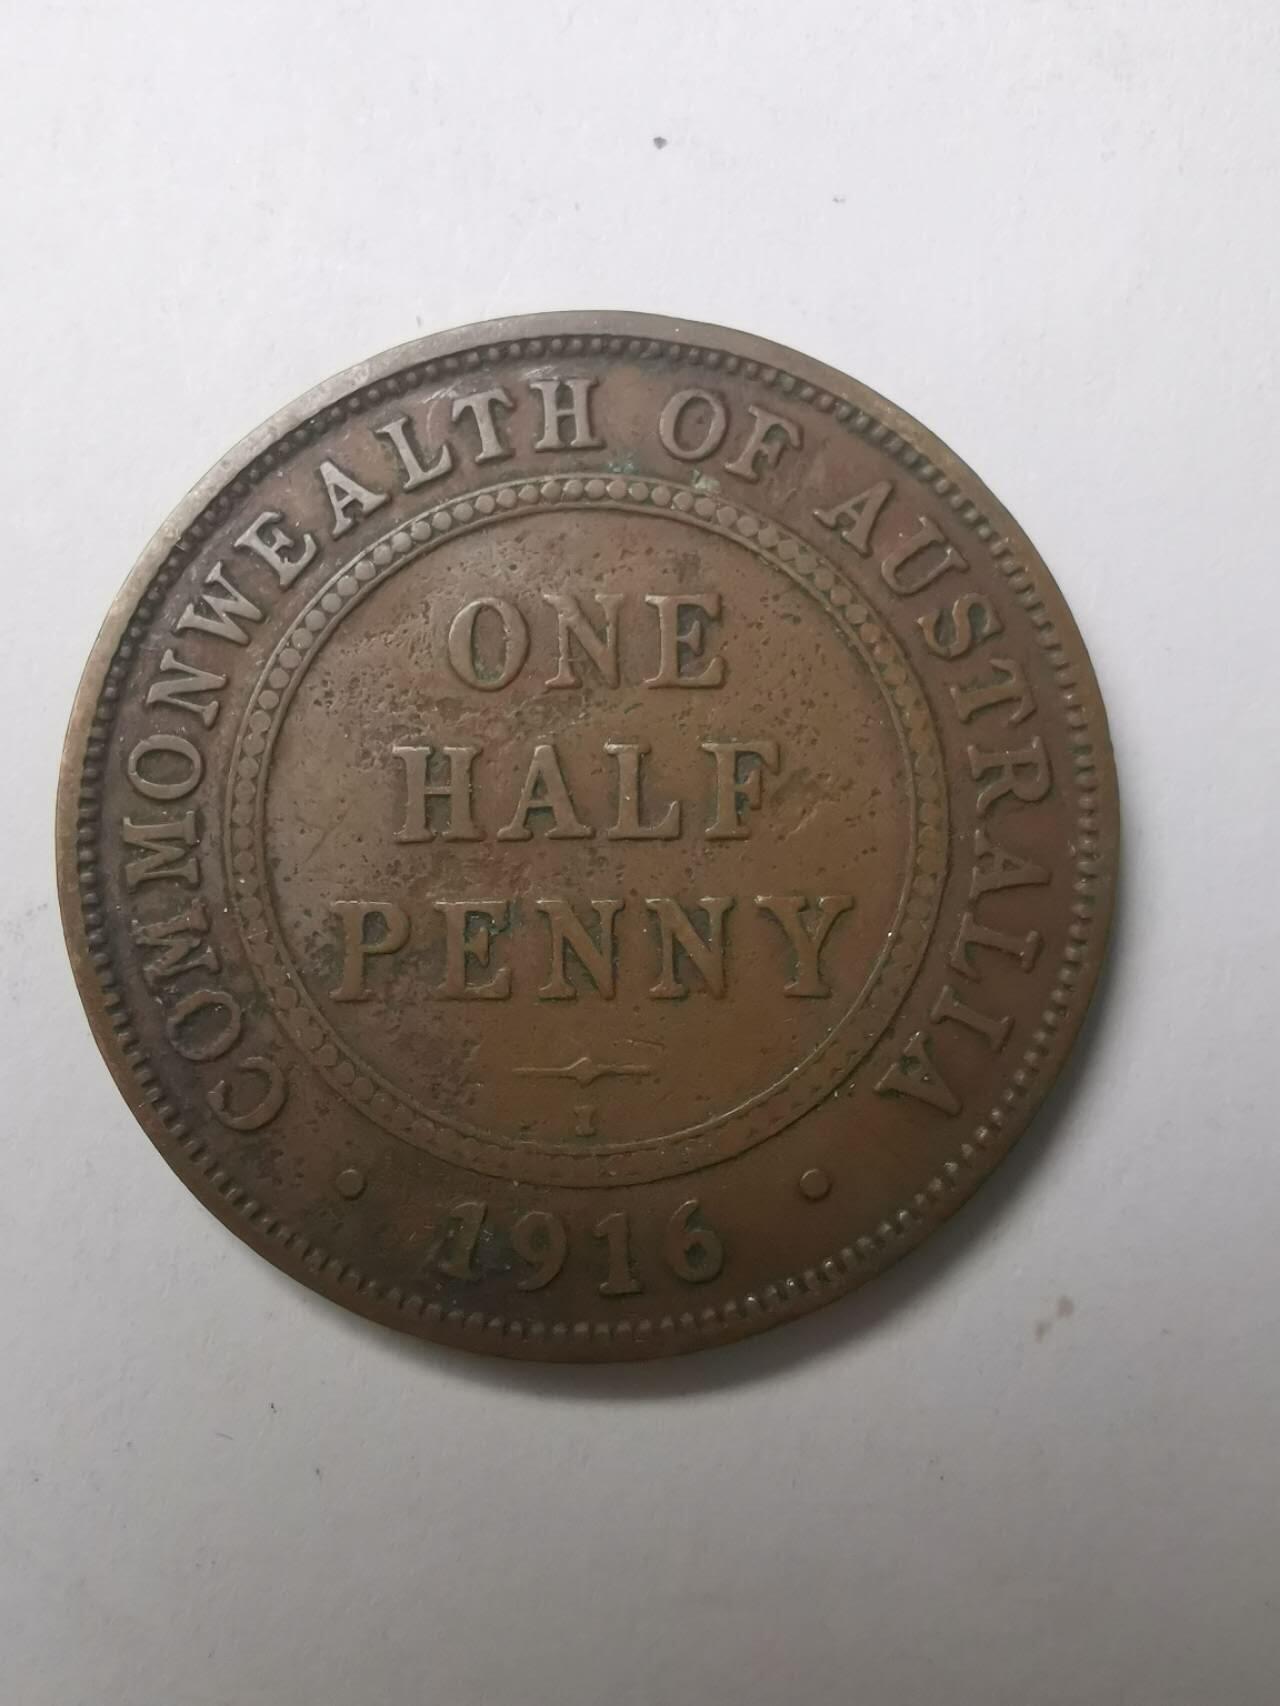 COMMONWEALTH OF AUSTRALIA
ONE
HALF
PENNY
I
1916